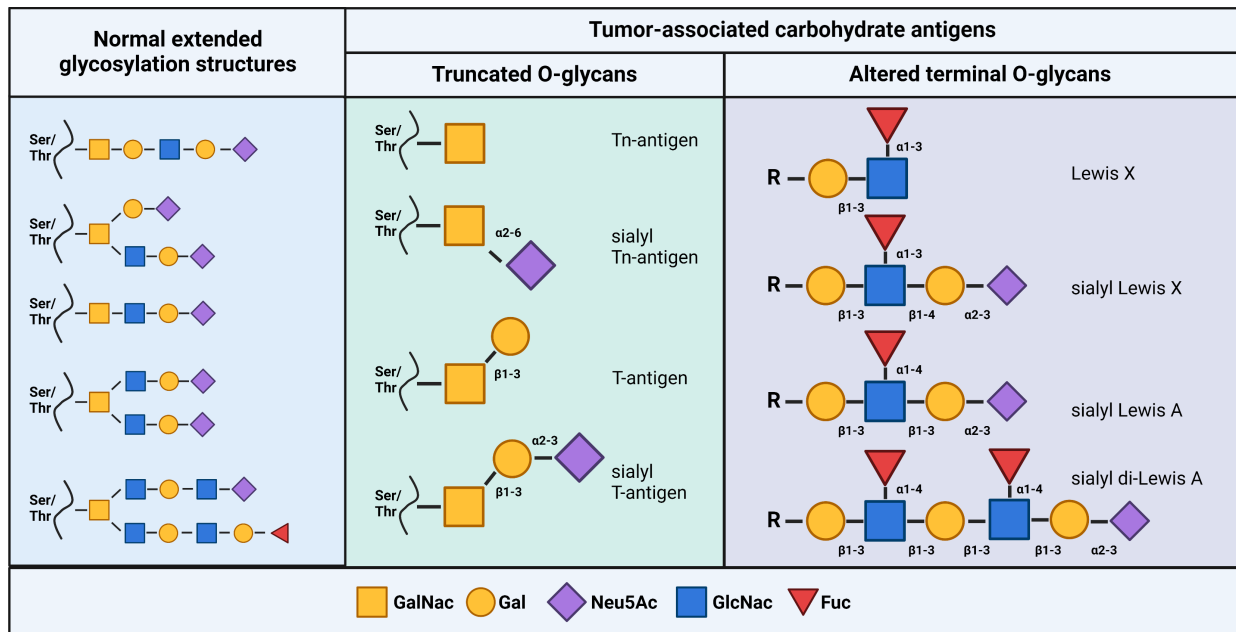 Normal extended
glycosylation structures
Tumor-associated carbohydrate antigens
Truncated O-glycans
Altered terminal O-glycans
Ser/
Thr
Ser/
Thr
Ser/
Thr
Ser/
Thr
Ser/
Thr
Ser/
Thr
Tn-antigen
Ser/
Thr
α2-6
sialyl
Tn-antigen
Ser/
Thr
β1-3
T-antigen
Ser/
Thr
β1-3
α2-3
sialyl
T-antigen
α1-3
R
β1-3
Lewis X
α1-3
R
β1-3 β1-4 α2-3
sialyl Lewis X
α1-4
R
β1-3 β1-3 α2-3
sialyl Lewis A
sialyl di-Lewis A
α1-4 α1-4
R
β1-3 β1-3 β1-3 β1-3 α2-3
GalNac Gal Neu5Ac GlcNac Fuc